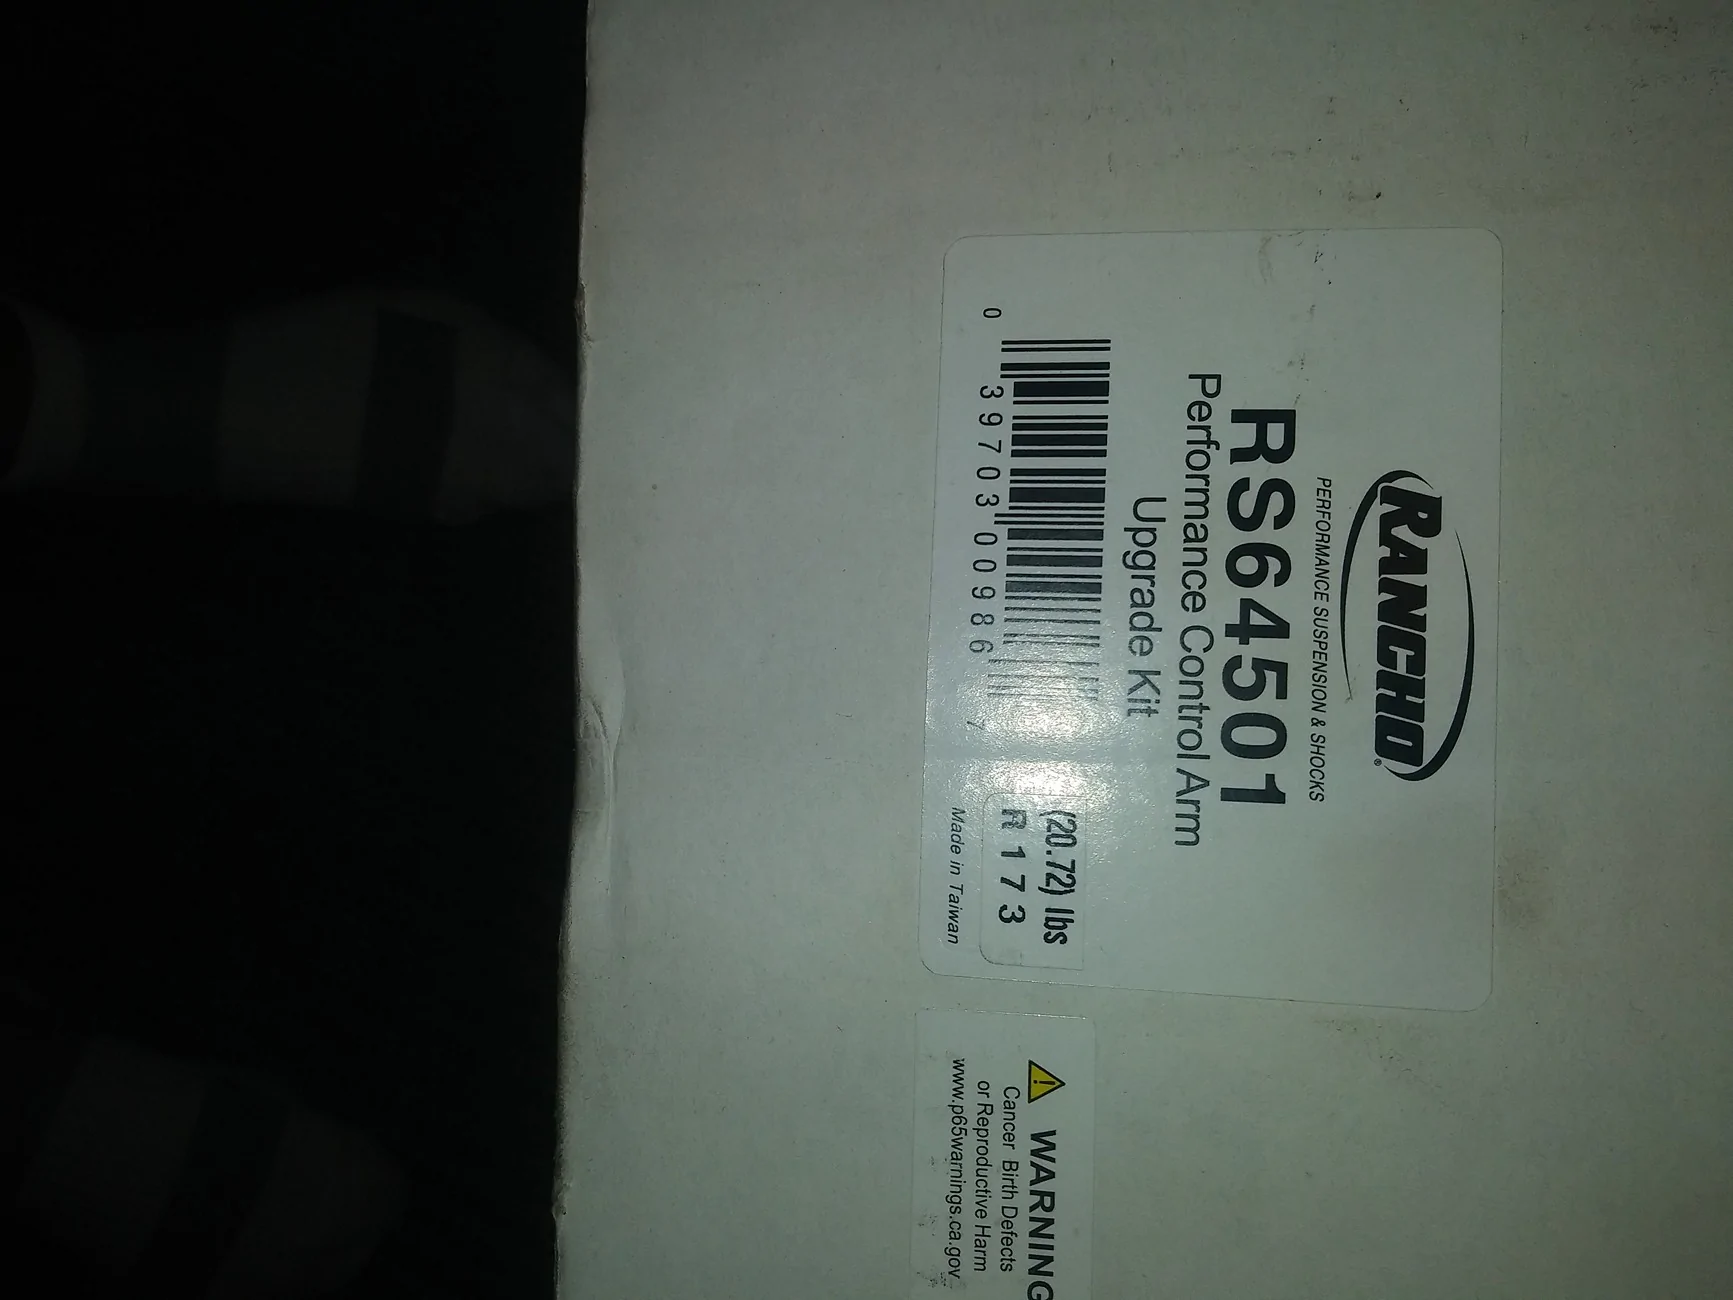 RANCHO®
PERFORMANCE SUSPENSION & SHOCKS
RS64501
Performance Control Arm
Upgrade Kit
0 39703 00986 7
(20.72) lbs
R 1 7 3
Made in Taiwan
WARNING
Cancer Birth Defects
or Reproductive Harm
www.p65warnings.ca.gov